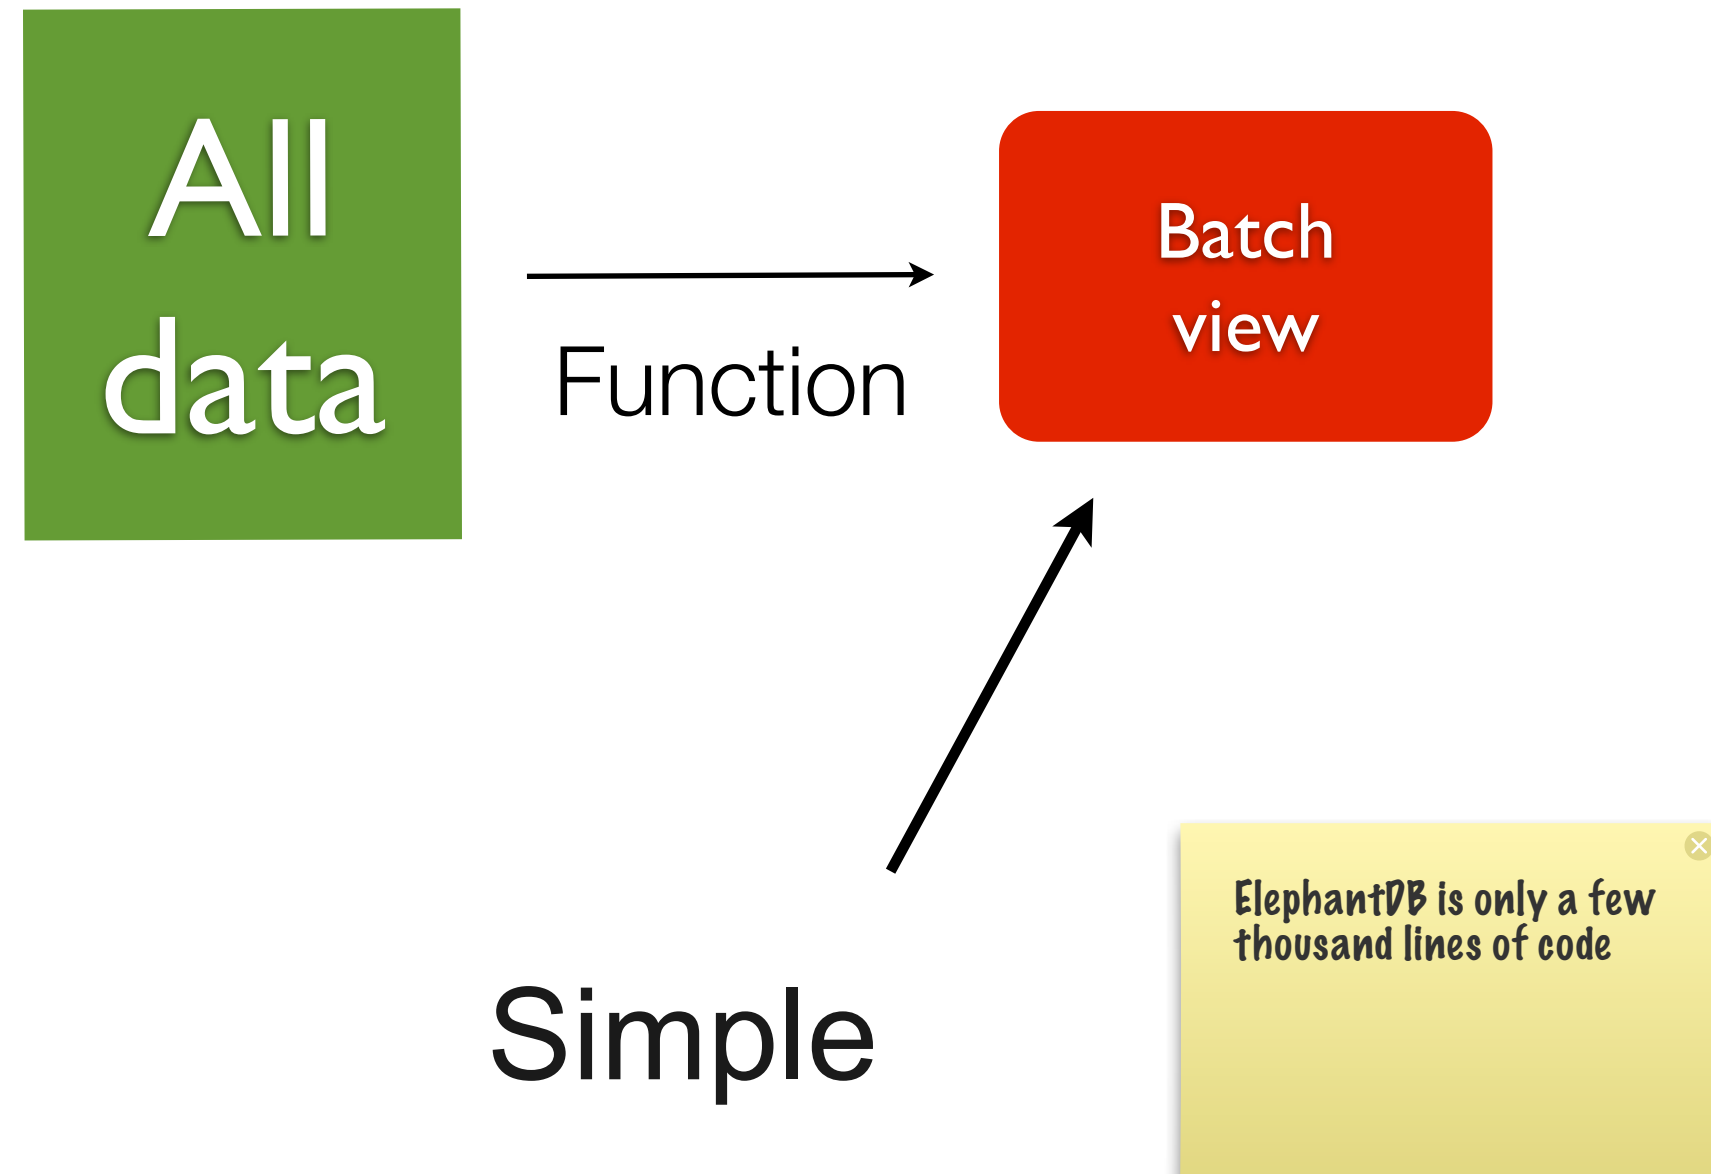 All
data
Function
Batch
view
Simple
ElephantDB is only a few
thousand lines of code